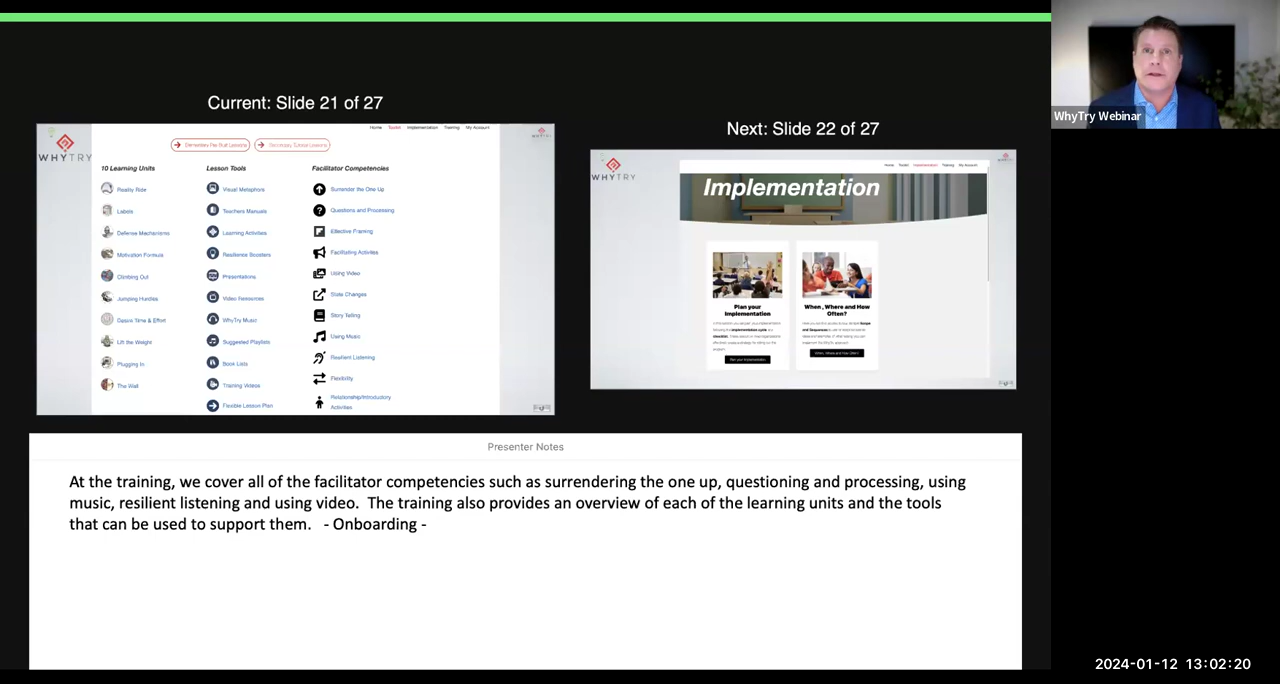 Current: Slide 21 of 27
WHYTRY
Home Toolkit Implementation Training My Account
10 Learning Units
Reality Ride
Labels
Defense Mechanisms
Motivation Formula
Climbing Out
Jumping Hurdles
Desire Time & Effort
Lift the Weight
Plugging In
The Wall
Lesson Tools
Visual Metaphors
Teachers Manuals
Learning Activities
Resilience Boosters
Presentations
Video Resources
WhyTry Music
Suggested Playlists
Book Lists
Training Videos
Flexible Lesson Plan
Facilitator Competencies
Surrender the One Up
Questions and Processing
Effective Framing
Facilitating Activities
Using Video
State Changes
Story Telling
Using Music
Resilient Listening
Flexibility
Relationship/Introductory
Activities
Next: Slide 22 of 27
WHYTRY
Home Toolkit Implementation Training My Account
Implementation
Plan your
Implementation
When, Where and How
Often?
WhyTry Webinar
Presenter Notes
At the training, we cover all of the facilitator competencies such as surrendering the one up, questioning and processing, using
music, resilient listening and using video. The training also provides an overview of each of the learning units and the tools
that can be used to support them. - Onboarding -
2024-01-12 13:02:20